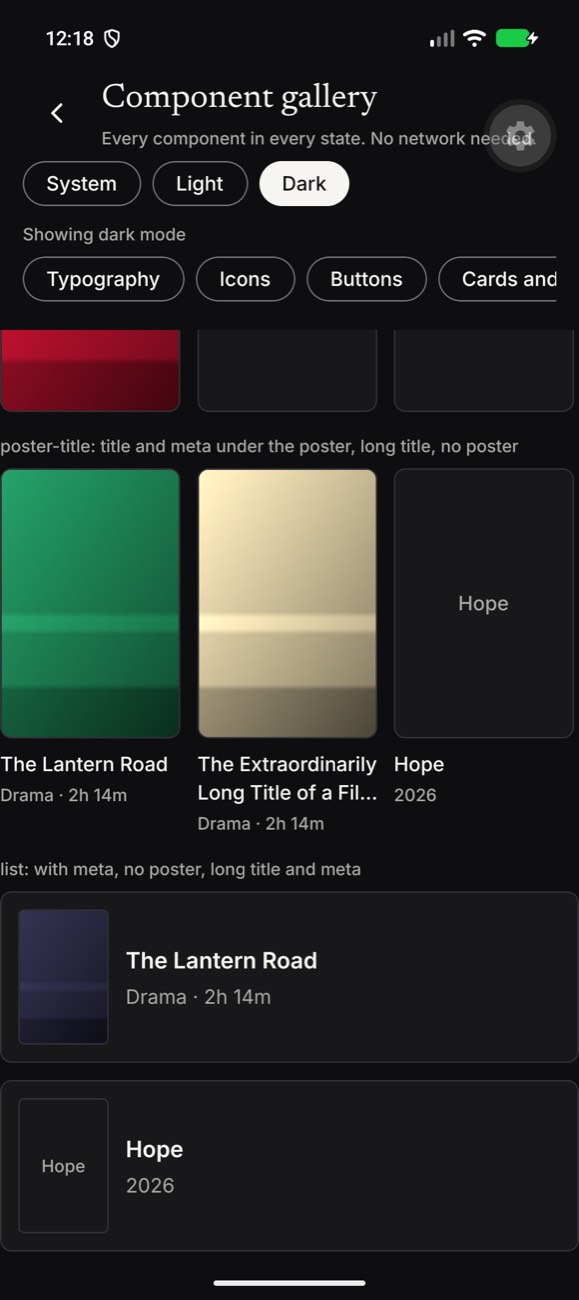 12:18
Component gallery
Every component in every state. No network needed.
System
Light
Dark
Showing dark mode
Typography
Icons
Buttons
Cards and
poster-title: title and meta under the poster, long title, no poster
Hope
The Lantern Road
Drama · 2h 14m
The Extraordinarily
Long Title of a Fil...
Drama · 2h 14m
Hope
2026
list: with meta, no poster, long title and meta
The Lantern Road
Drama · 2h 14m
Hope
Hope
2026